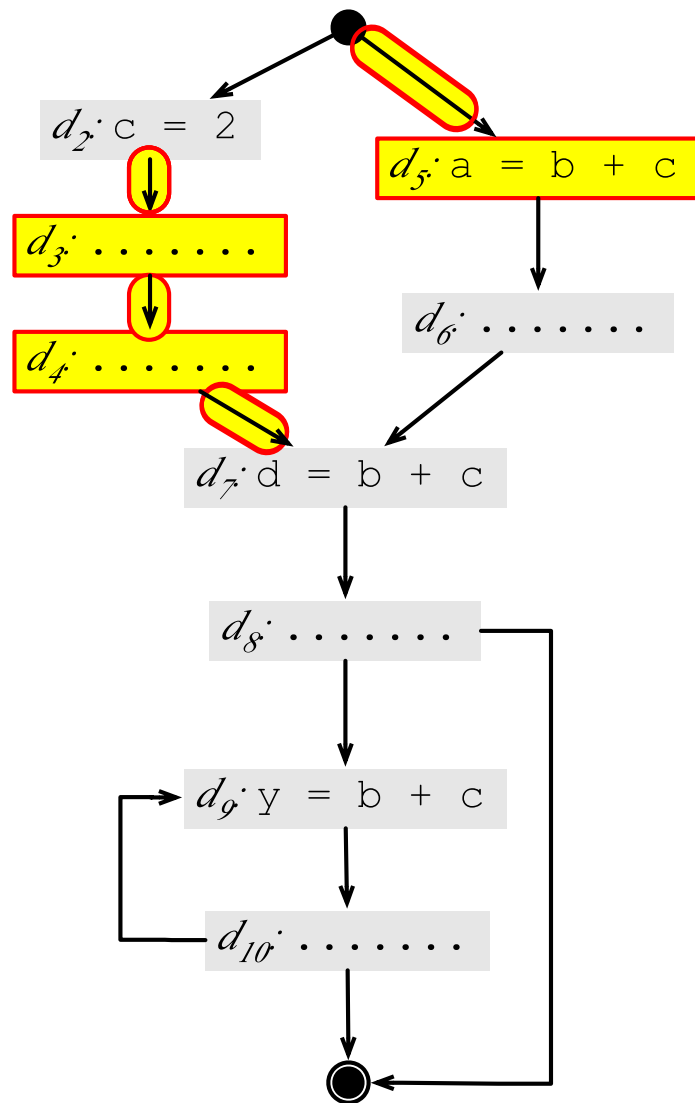 d2: c = 2
d5: a = b + c
d3: .......
d6: .......
d4: .......
d7: d = b + c
d8: .......
d9: y = b + c
d10: .......